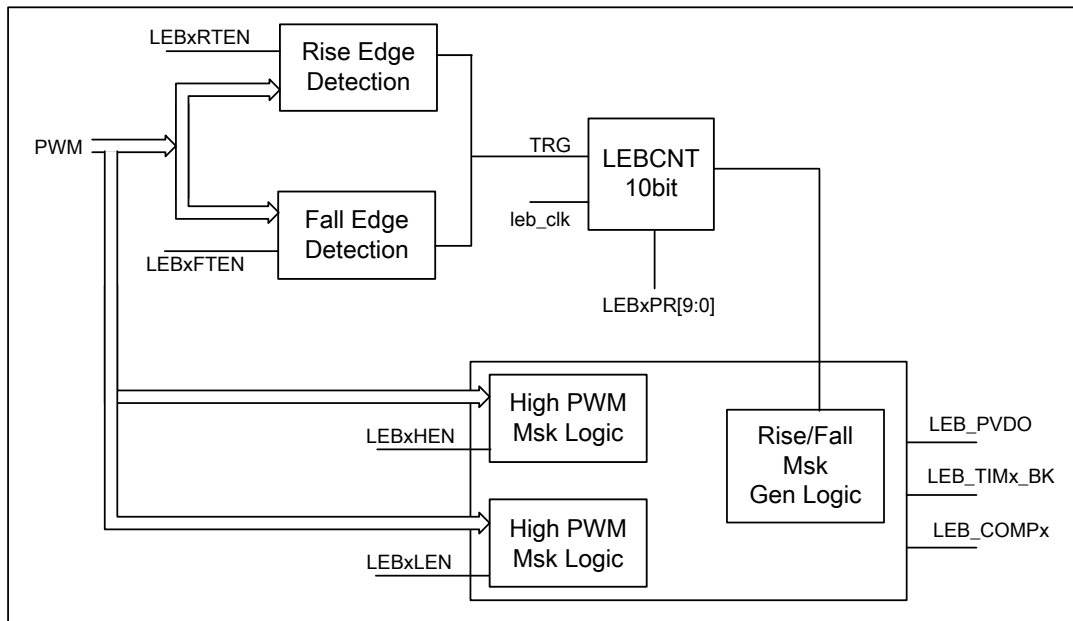 LEBxRTEN
Rise Edge
Detection
PWM
TRG
LEBCNT
10bit
leb_clk
Fall Edge
Detection
LEBxFTEN
LEBxPR[9:0]
High PWM
Msk Logic
LEBxHEN
Rise/Fall
Msk
Gen Logic
LEB_PVDO
LEB_TIMx_BK
LEB_COMPx
High PWM
Msk Logic
LEBxLEN